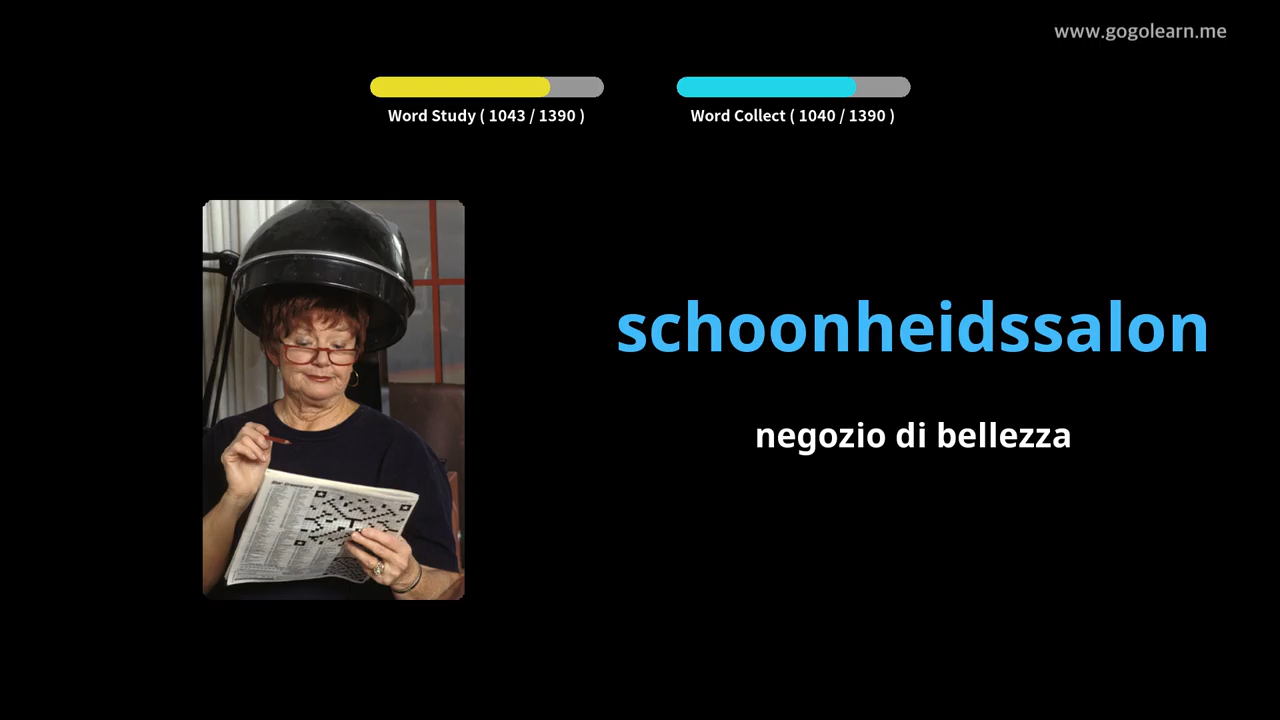 www.gogolearn.me
Word Study ( 1043 / 1390 )
Word Collect ( 1040 / 1390 )
schoonheidssalon
negozio di bellezza